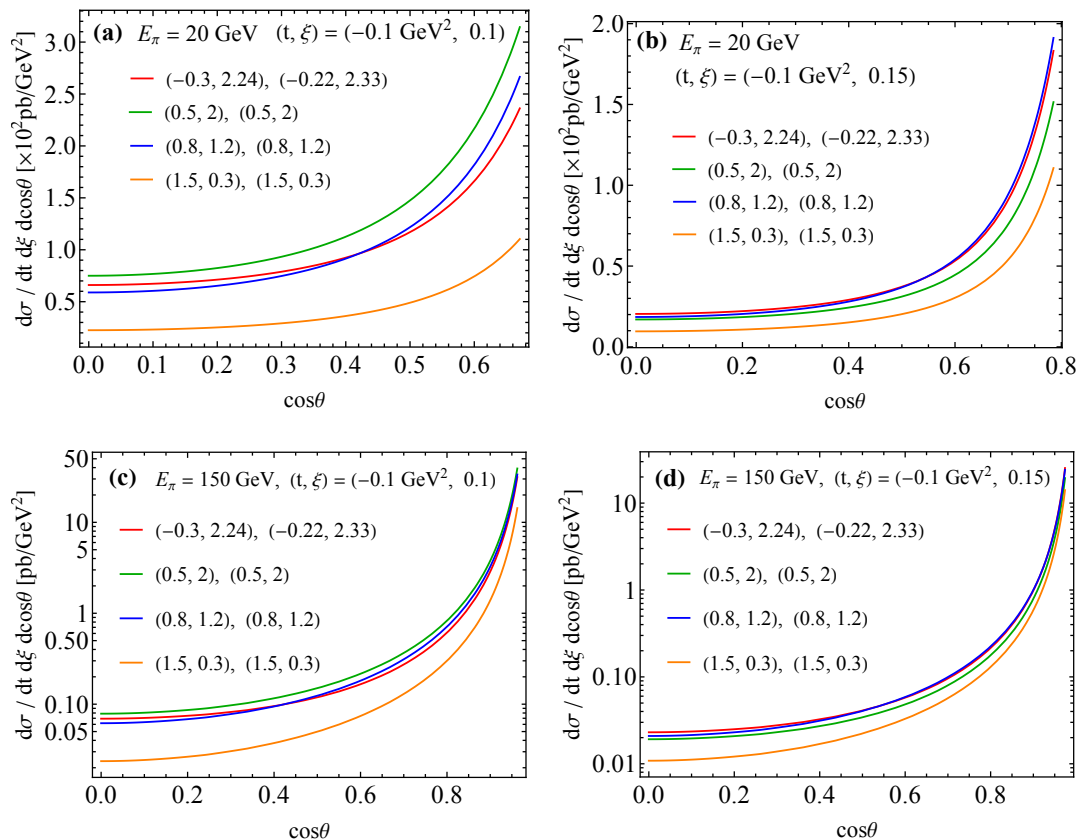 (a) E_π = 20 GeV (t, ξ) = (−0.1 GeV², 0.1)
(−0.3, 2.24), (−0.22, 2.33)
(0.5, 2), (0.5, 2)
(0.8, 1.2), (0.8, 1.2)
(1.5, 0.3), (1.5, 0.3)
dσ / dt dξ dcosθ [×10² pb/GeV²]
3.0
2.5
2.0
1.5
1.0
0.5
0.0 0.1 0.2 0.3 0.4 0.5 0.6
cosθ
(b) E_π = 20 GeV
(t, ξ) = (−0.1 GeV², 0.15)
(−0.3, 2.24), (−0.22, 2.33)
(0.5, 2), (0.5, 2)
(0.8, 1.2), (0.8, 1.2)
(1.5, 0.3), (1.5, 0.3)
dσ / dt dξ dcosθ [×10² pb/GeV²]
2.0
1.5
1.0
0.5
0.0
0.0 0.2 0.4 0.6 0.8
cosθ
(c) E_π = 150 GeV, (t, ξ) = (−0.1 GeV², 0.1)
(−0.3, 2.24), (−0.22, 2.33)
(0.5, 2), (0.5, 2)
(0.8, 1.2), (0.8, 1.2)
(1.5, 0.3), (1.5, 0.3)
dσ / dt dξ dcosθ [pb/GeV²]
50
10
5
1
0.50
0.10
0.05
0.0 0.2 0.4 0.6 0.8
cosθ
(d) E_π = 150 GeV, (t, ξ) = (−0.1 GeV², 0.15)
(−0.3, 2.24), (−0.22, 2.33)
(0.5, 2), (0.5, 2)
(0.8, 1.2), (0.8, 1.2)
(1.5, 0.3), (1.5, 0.3)
dσ / dt dξ dcosθ [pb/GeV²]
10
1
0.10
0.01
0.0 0.2 0.4 0.6 0.8
cosθ